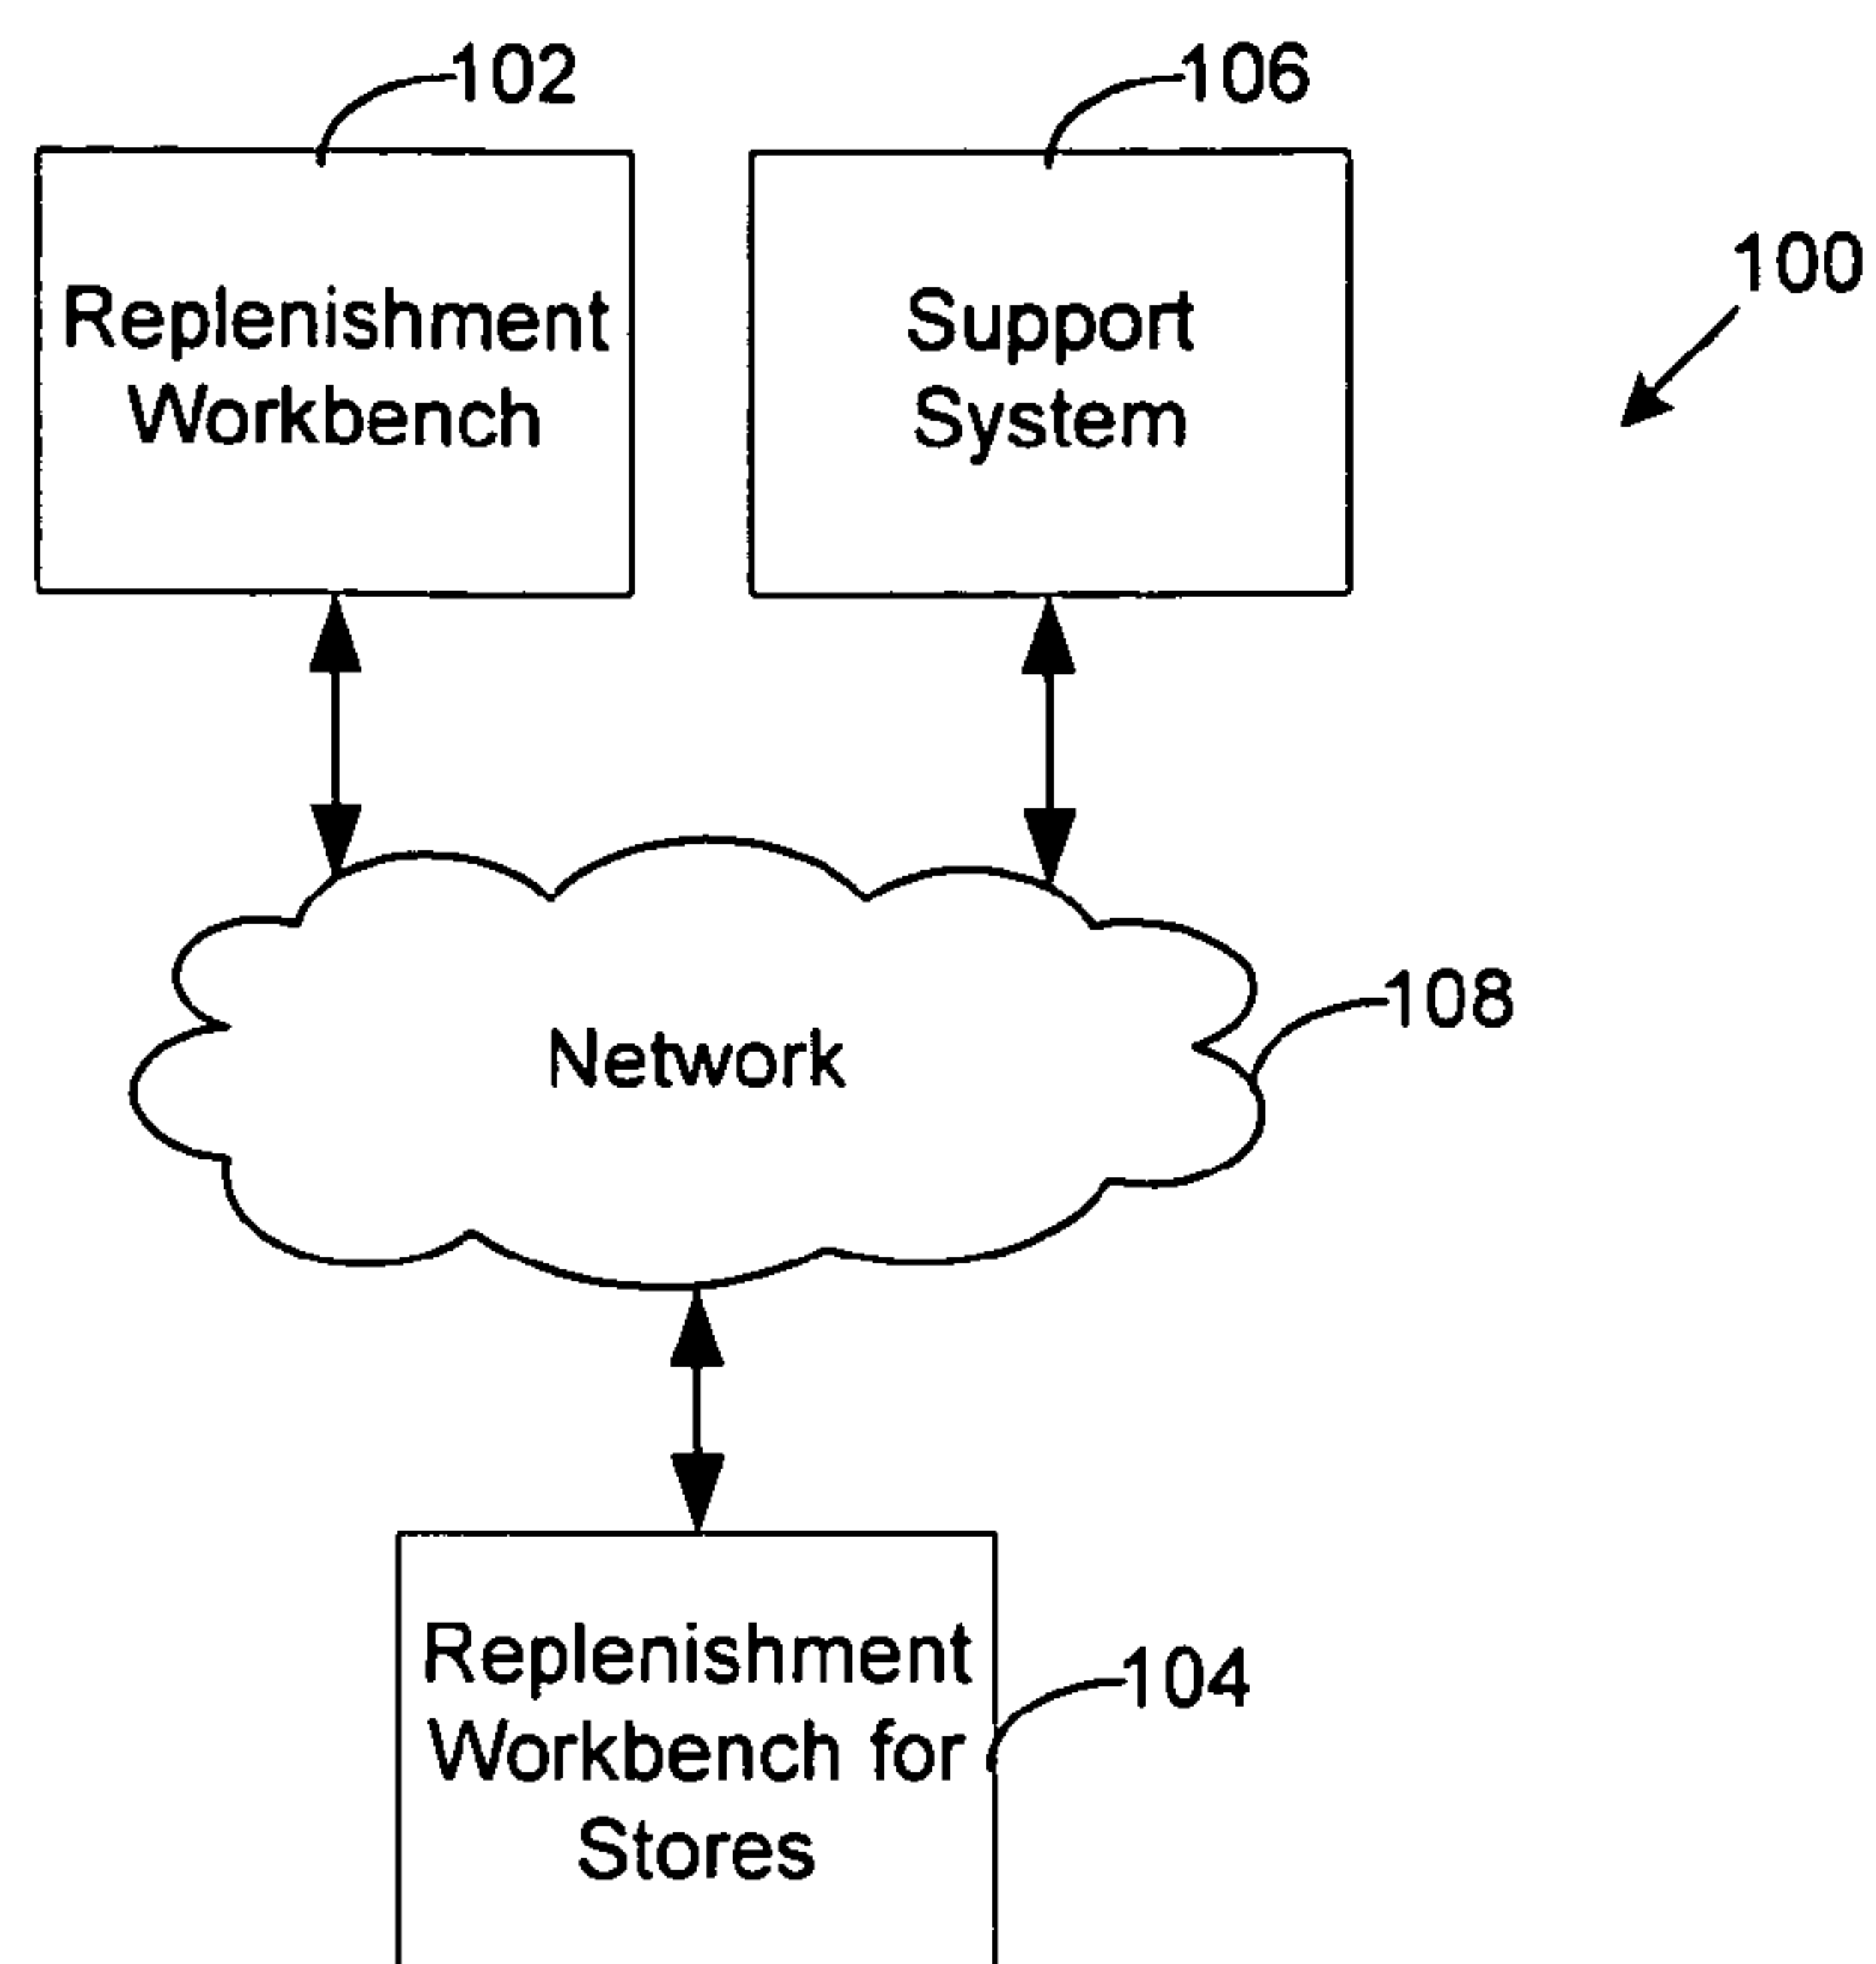 102
106
100
Replenishment
Workbench
Support
System
108
Network
Replenishment
Workbench for
Stores
104